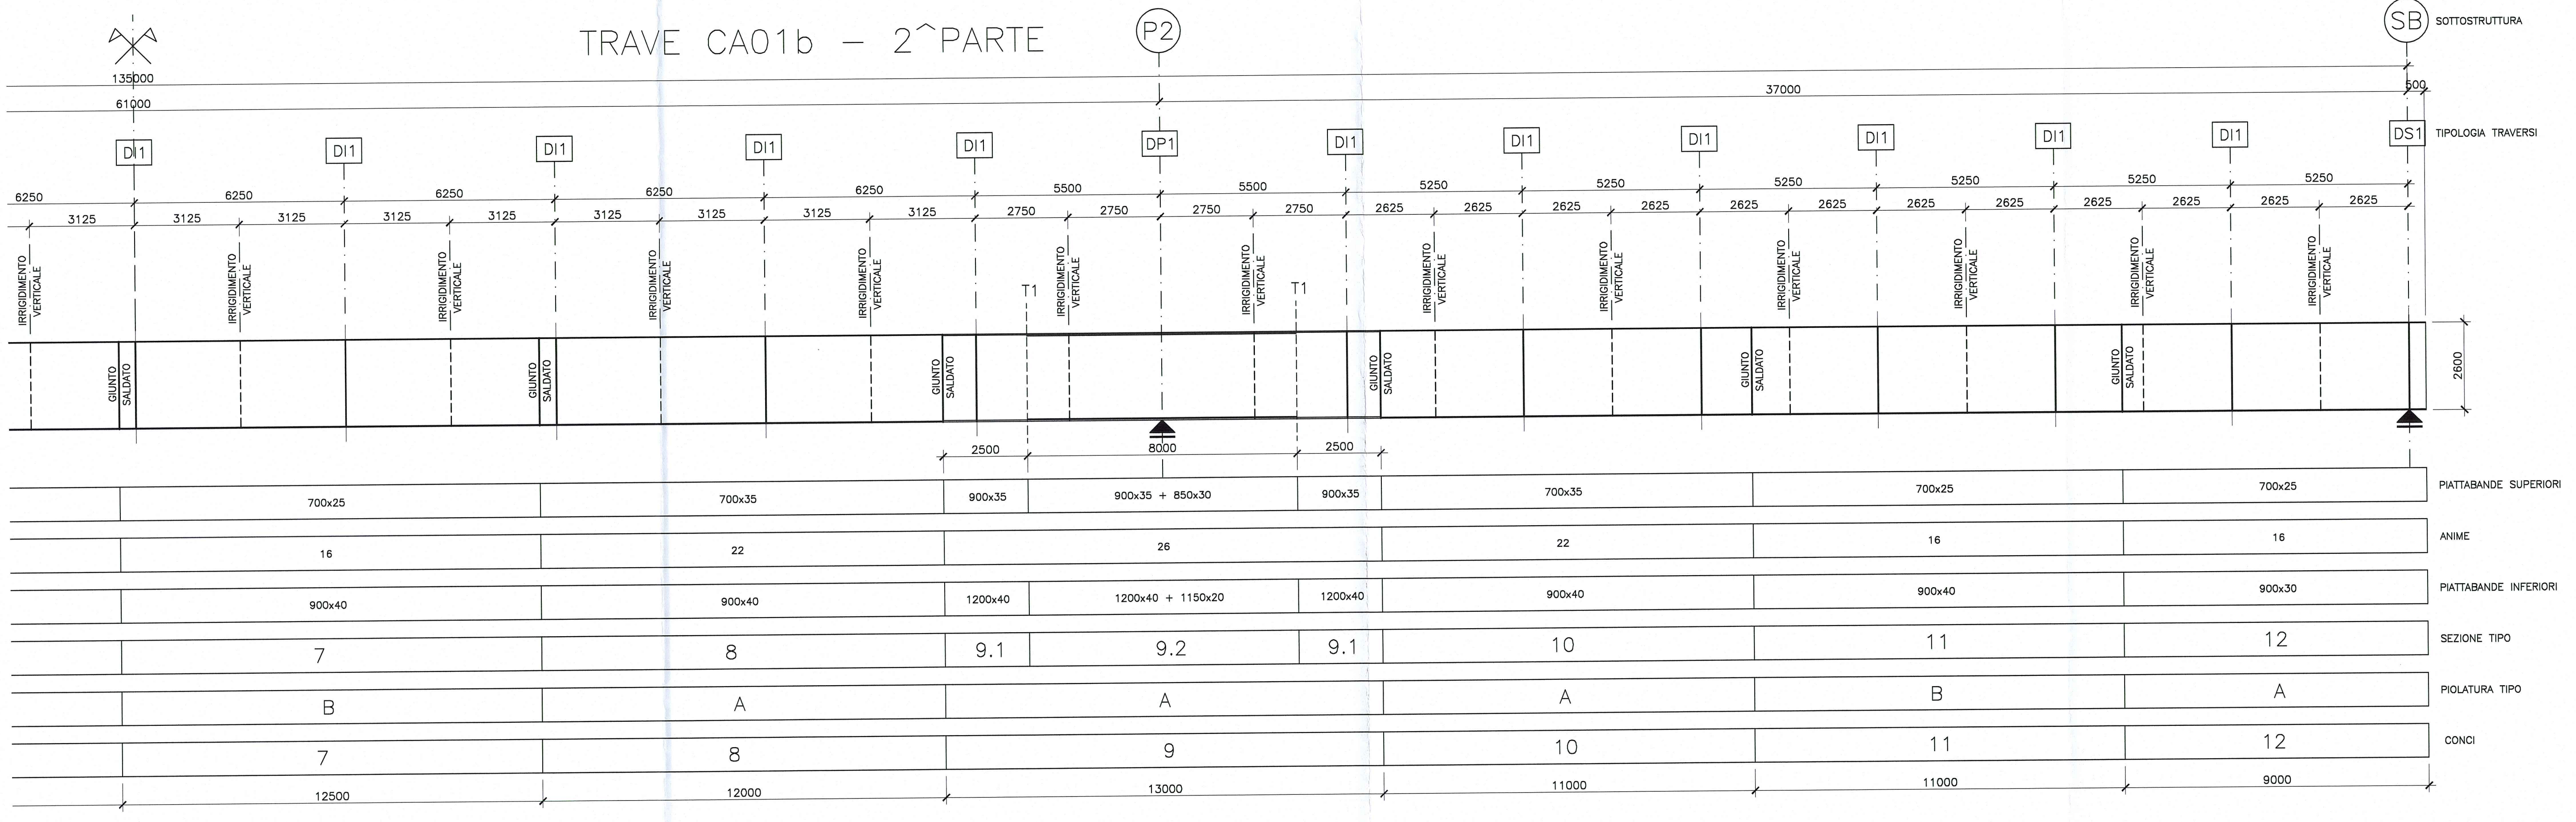 TRAVE CA01b - 2^PARTE
P2
SB
SOTTOSTRUTTURA
135000
61000
37000
500
DI1 DI1 DI1 DI1 DI1 DP1 DI1 DI1 DI1 DI1 DI1 DI1 DS1 TIPOLOGIA TRAVERSI
6250 6250 6250 6250 6250 5500 5500 5250 5250 5250 5250 5250 5250
3125 3125 3125 3125 3125 3125 3125 3125 3125 2750 2750 2750 2750 2625 2625 2625 2625 2625 2625 2625 2625 2625 2625 2625 2625
IRRIGIDIMENTO VERTICALE
IRRIGIDIMENTO VERTICALE
IRRIGIDIMENTO VERTICALE
IRRIGIDIMENTO VERTICALE
IRRIGIDIMENTO VERTICALE
T1
IRRIGIDIMENTO VERTICALE
IRRIGIDIMENTO VERTICALE
T1
IRRIGIDIMENTO VERTICALE
IRRIGIDIMENTO VERTICALE
IRRIGIDIMENTO VERTICALE
IRRIGIDIMENTO VERTICALE
IRRIGIDIMENTO VERTICALE
IRRIGIDIMENTO VERTICALE
GIUNTO SALDATO
GIUNTO SALDATO
GIUNTO SALDATO
GIUNTO SALDATO
GIUNTO SALDATO
GIUNTO SALDATO
2600
2500 8000 2500
700x25 700x35 900x35 900x35 + 850x30 900x35 700x35 700x25 700x25 PIATTABANDE SUPERIORI
16 22 26 22 16 16 ANIME
900x40 900x40 1200x40 1200x40 + 1150x20 1200x40 900x40 900x40 900x30 PIATTABANDE INFERIORI
7 8 9.1 9.2 9.1 10 11 12 SEZIONE TIPO
B A A A B A PIOLATURA TIPO
7 8 9 10 11 12 CONCI
12500 12000 13000 11000 11000 9000